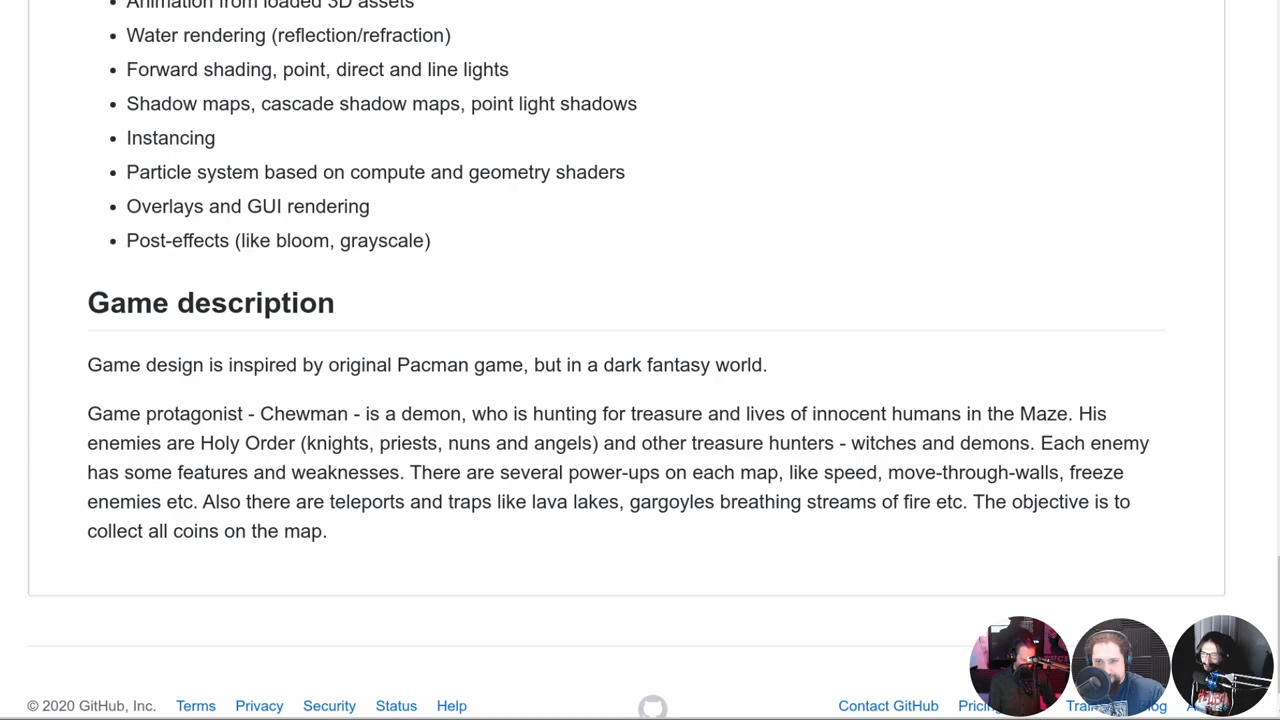 Animation from loaded 3D assets
Water rendering (reflection/refraction)
Forward shading, point, direct and line lights
Shadow maps, cascade shadow maps, point light shadows
Instancing
Particle system based on compute and geometry shaders
Overlays and GUI rendering
Post-effects (like bloom, grayscale)
Game description
Game design is inspired by original Pacman game, but in a dark fantasy world.
Game protagonist - Chewman - is a demon, who is hunting for treasure and lives of innocent humans in the Maze. His
enemies are Holy Order (knights, priests, nuns and angels) and other treasure hunters - witches and demons. Each enemy
has some features and weaknesses. There are several power-ups on each map, like speed, move-through-walls, freeze
enemies etc. Also there are teleports and traps like lava lakes, gargoyles breathing streams of fire etc. The objective is to
collect all coins on the map.
© 2020 GitHub, Inc. Terms Privacy Security Status Help Contact GitHub